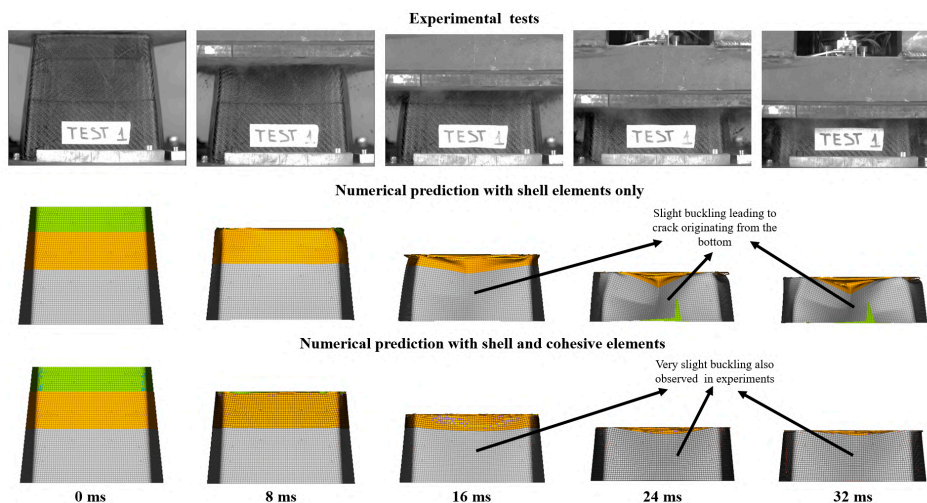 Experimental tests
TEST 1
TEST 1
TEST 1
TEST 1
TEST 1
Numerical prediction with shell elements only
Slight buckling leading to
crack originating from the
bottom
Numerical prediction with shell and cohesive elements
Very slight buckling also
observed in experiments
0 ms
8 ms
16 ms
24 ms
32 ms